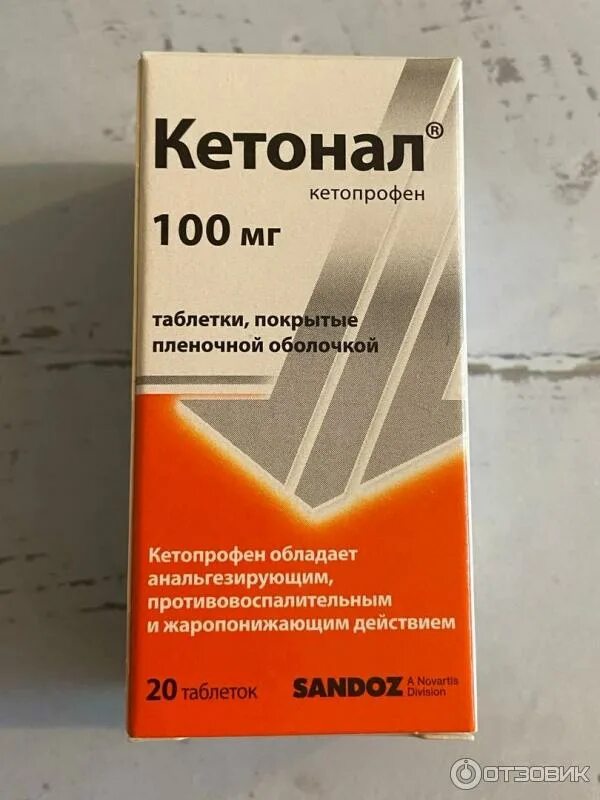 Кетонал®
кетопрофен
100 мг
таблетки, покрытые
пленочной оболочкой
Кетопрофен обладает
анальгезирующим,
противовоспалительным
и жаропонижающим действием
20 таблеток
SANDOZ
A Novartis
Division
ОТЗОВИК